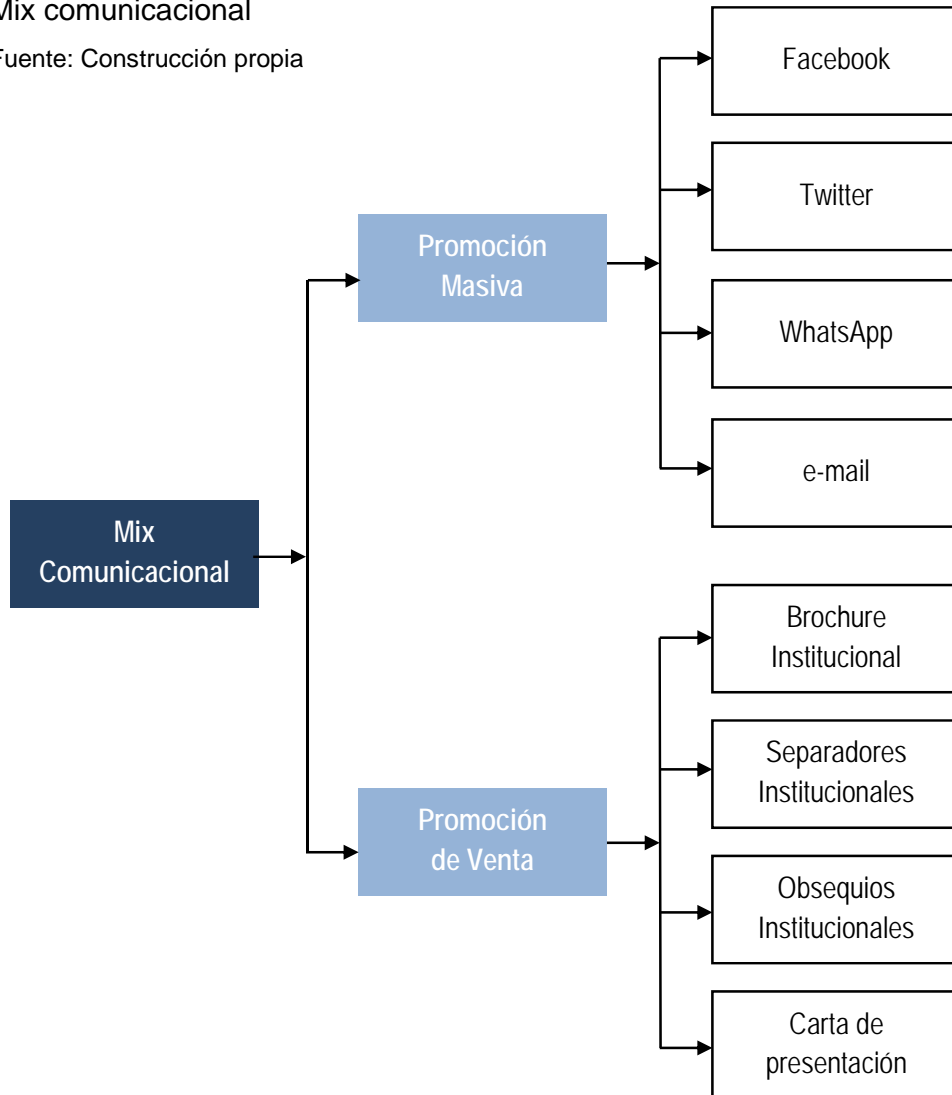 Mix comunicacional
Fuente: Construcción propia
Facebook
Twitter
Promoción
Masiva
WhatsApp
e-mail
Mix
Comunicacional
Brochure
Institucional
Separadores
Institucionales
Promoción
de Venta
Obsequios
Institucionales
Carta de
presentación